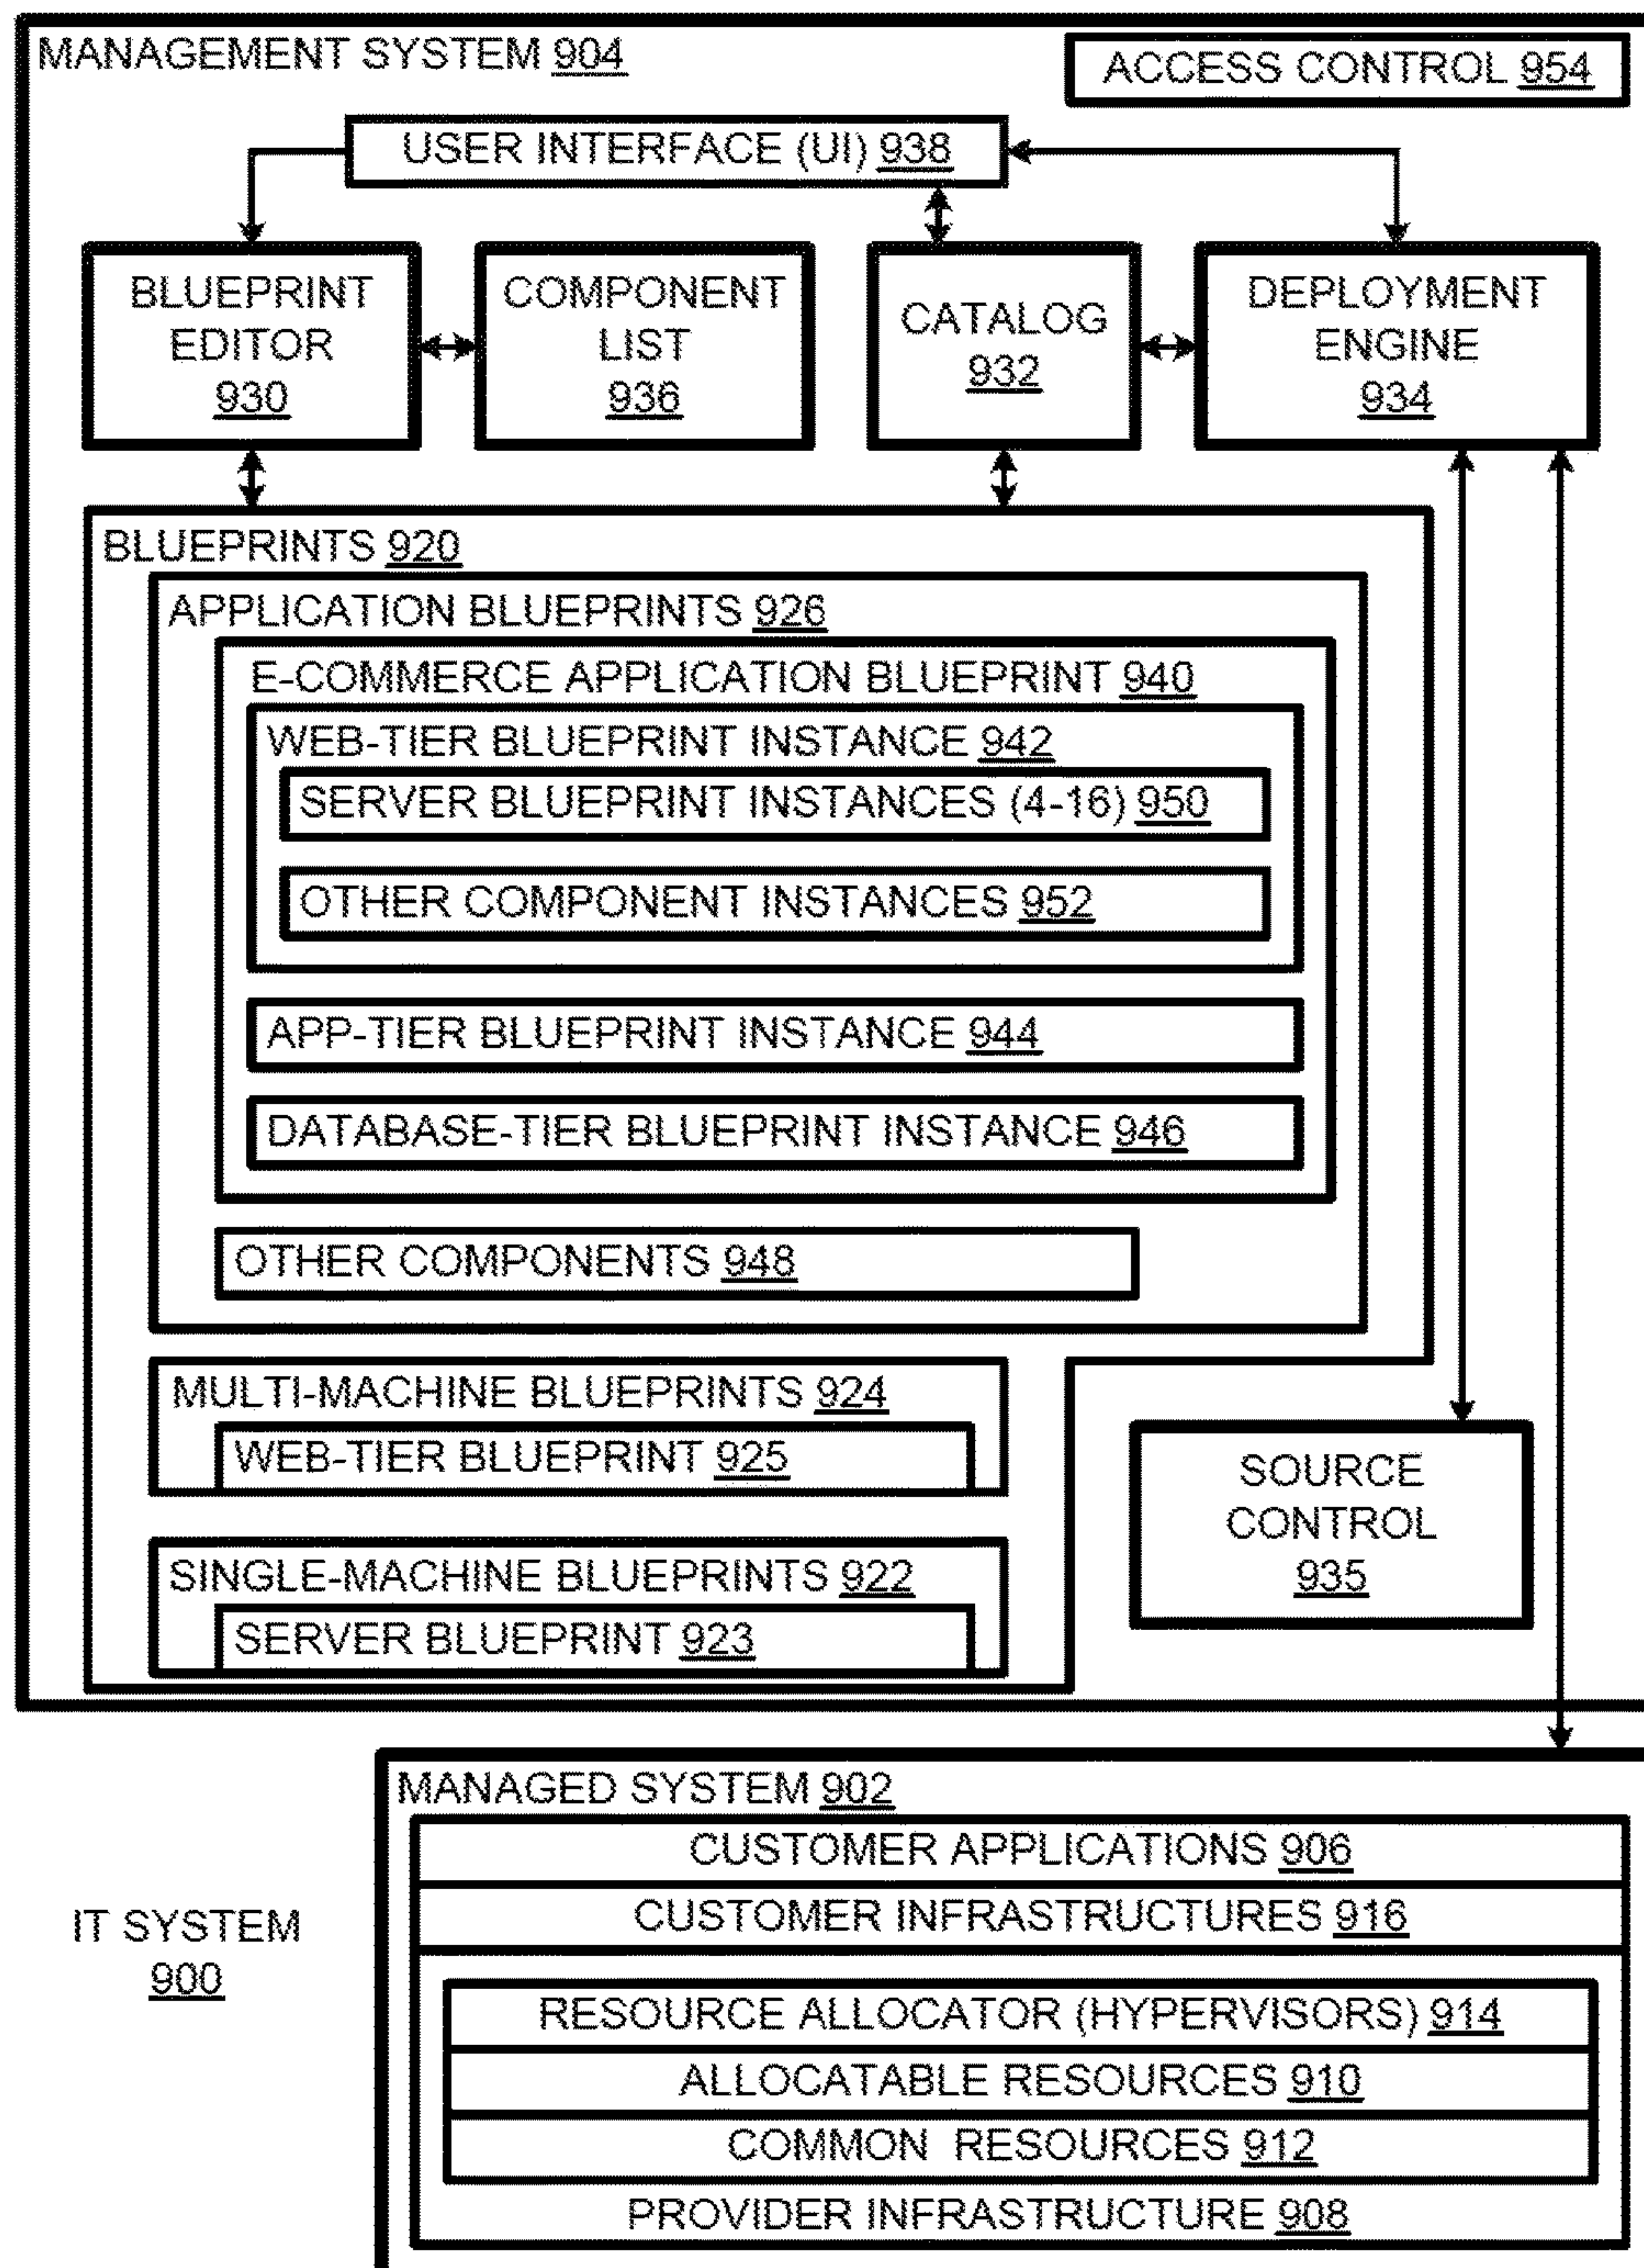 MANAGEMENT SYSTEM 904
ACCESS CONTROL 954
USER INTERFACE (UI) 938
BLUEPRINT
EDITOR
930
COMPONENT
LIST
936
CATALOG
932
DEPLOYMENT
ENGINE
934
BLUEPRINTS 920
APPLICATION BLUEPRINTS 926
E-COMMERCE APPLICATION BLUEPRINT 940
WEB-TIER BLUEPRINT INSTANCE 942
SERVER BLUEPRINT INSTANCES (4-16) 950
OTHER COMPONENT INSTANCES 952
APP-TIER BLUEPRINT INSTANCE 944
DATABASE-TIER BLUEPRINT INSTANCE 946
OTHER COMPONENTS 948
MULTI-MACHINE BLUEPRINTS 924
WEB-TIER BLUEPRINT 925
SINGLE-MACHINE BLUEPRINTS 922
SERVER BLUEPRINT 923
SOURCE
CONTROL
935
MANAGED SYSTEM 902
CUSTOMER APPLICATIONS 906
CUSTOMER INFRASTRUCTURES 916
RESOURCE ALLOCATOR (HYPERVISORS) 914
ALLOCATABLE RESOURCES 910
COMMON RESOURCES 912
PROVIDER INFRASTRUCTURE 908
IT SYSTEM
900